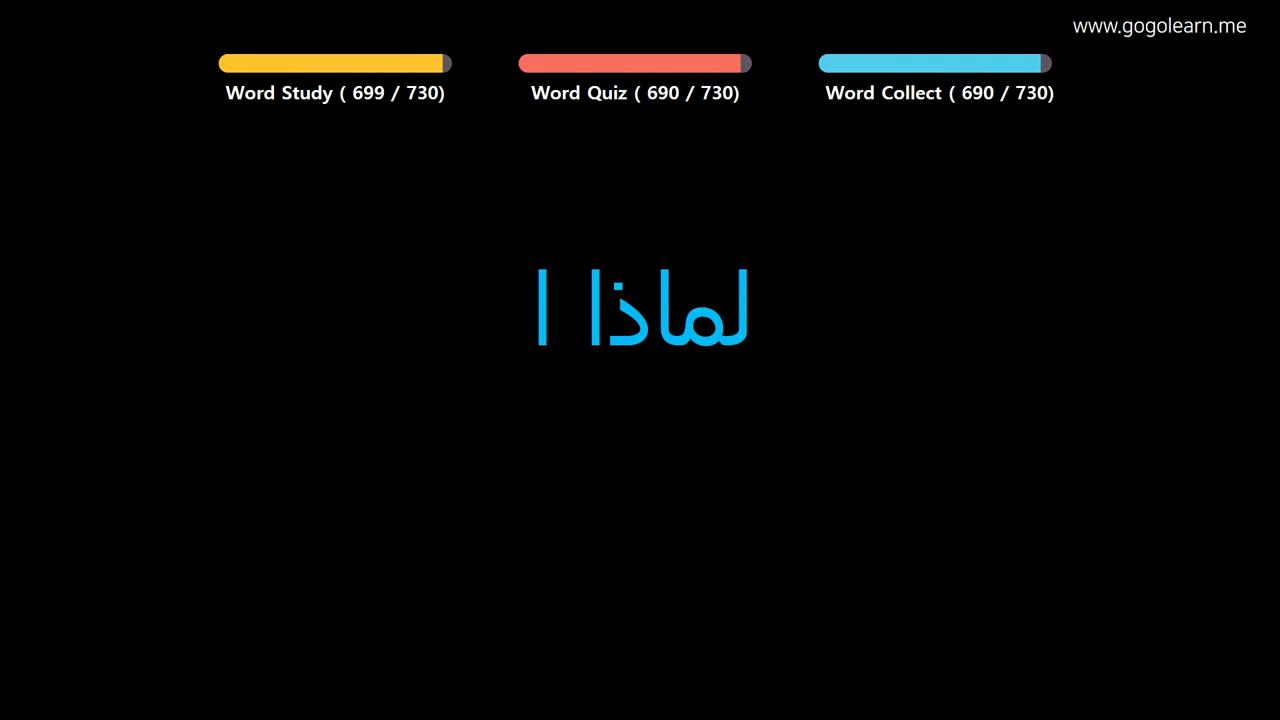 www.gogolearn.me
Word Study ( 699 / 730)
Word Quiz ( 690 / 730)
Word Collect ( 690 / 730)
لماذا ا